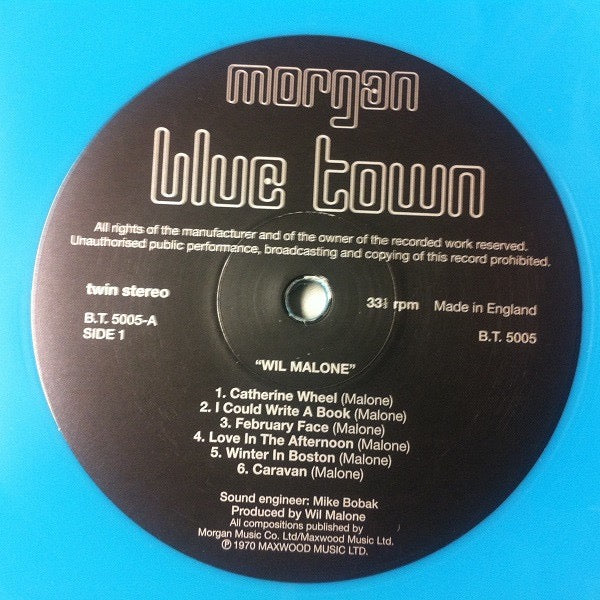 morgan
blue town
All rights of the manufacturer and of the owner of the recorded work reserved.
Unauthorised public performance, broadcasting and copying of this record prohibited.
twin stereo
33⅓ rpm Made in England
B.T. 5005-A
SIDE 1
B.T. 5005
"WIL MALONE"
1. Catherine Wheel (Malone)
2. I Could Write A Book (Malone)
3. February Face (Malone)
4. Love In The Afternoon (Malone)
5. Winter In Boston (Malone)
6. Caravan (Malone)
Sound engineer: Mike Bobak
Produced by Wil Malone
All compositions published by
Morgan Music Co. Ltd/Maxwood Music Ltd.
℗ 1970 MAXWOOD MUSIC LTD.